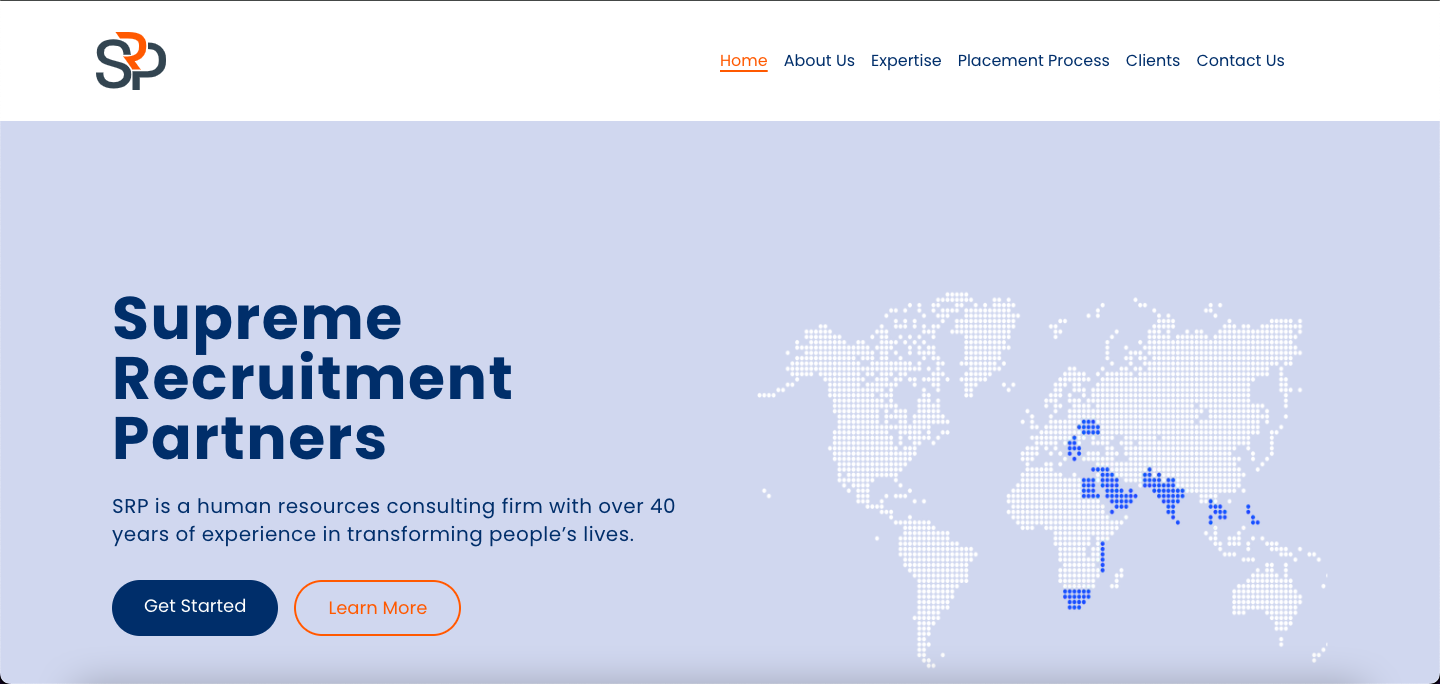 SRP
Home About Us Expertise Placement Process Clients Contact Us
Supreme
Recruitment
Partners
SRP is a human resources consulting firm with over 40
years of experience in transforming people’s lives.
Get Started Learn More